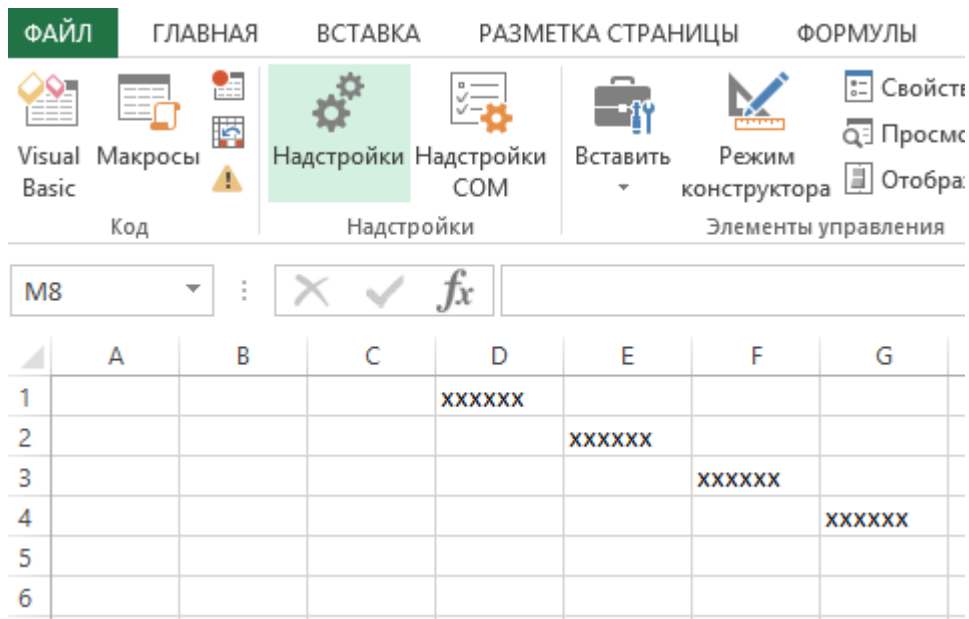 ФАЙЛ ГЛАВНАЯ ВСТАВКА РАЗМЕТКА СТРАНИЦЫ ФОРМУЛЫ
Visual Basic Макросы Надстройки Надстройки COM Вставить Режим конструктора
Свойств
Просмо
Отобра
Код Надстройки Элементы управления
M8 fx
A B C D E F G
1 xxxxxx
2 xxxxxx
3 xxxxxx
4 xxxxxx
5
6